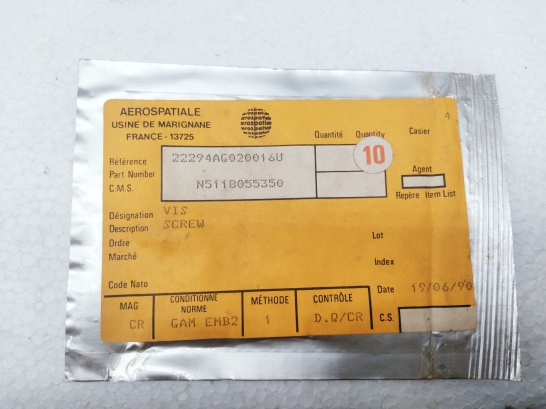 AEROSPATIALE
USINE DE MARIGNANE
FRANCE - 13725
aerospatiale
Quantité Quantity
Casier
4
Référence
Part Number
C.M.S.
22294AG020016U
N5118055350
10
Agent
Repère Item List
Désignation VIS
Description SCREW
Ordre
Marché
Lot
Index
Code Nato
Date 19/06/90
MAG
CR
CONDITIONNE
NORME
GAM EMB2
MÉTHODE
1
CONTRÔLE
D.Q/CR
C.S.